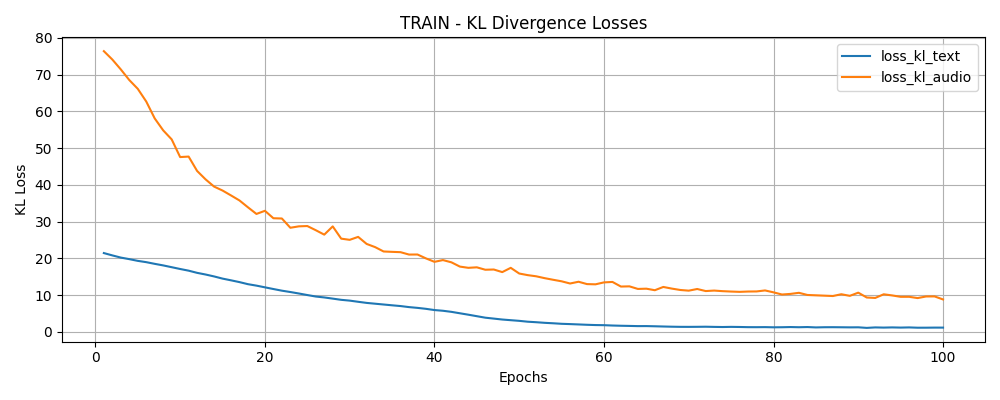 TRAIN - KL Divergence Losses
KL Loss
80
70
60
50
40
30
20
10
0
0 20 40 60 80 100
Epochs
loss_kl_text
loss_kl_audio